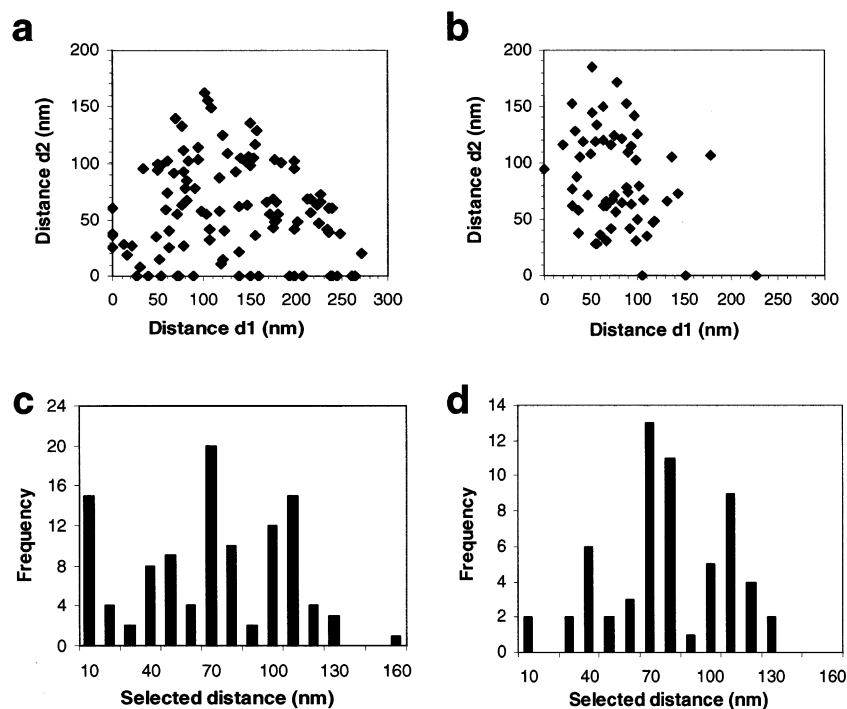 a
b
200
150
100
50
0
Distance d2 (nm)
0 50 100 150 200 250 300
Distance d1 (nm)
200
150
100
50
0
Distance d2 (nm)
0 50 100 150 200 250 300
Distance d1 (nm)
c
d
24
20
16
12
8
4
0
Frequency
10 40 70 100 130 160
Selected distance (nm)
14
12
10
8
6
4
2
0
Frequency
10 40 70 100 130 160
Selected distance (nm)